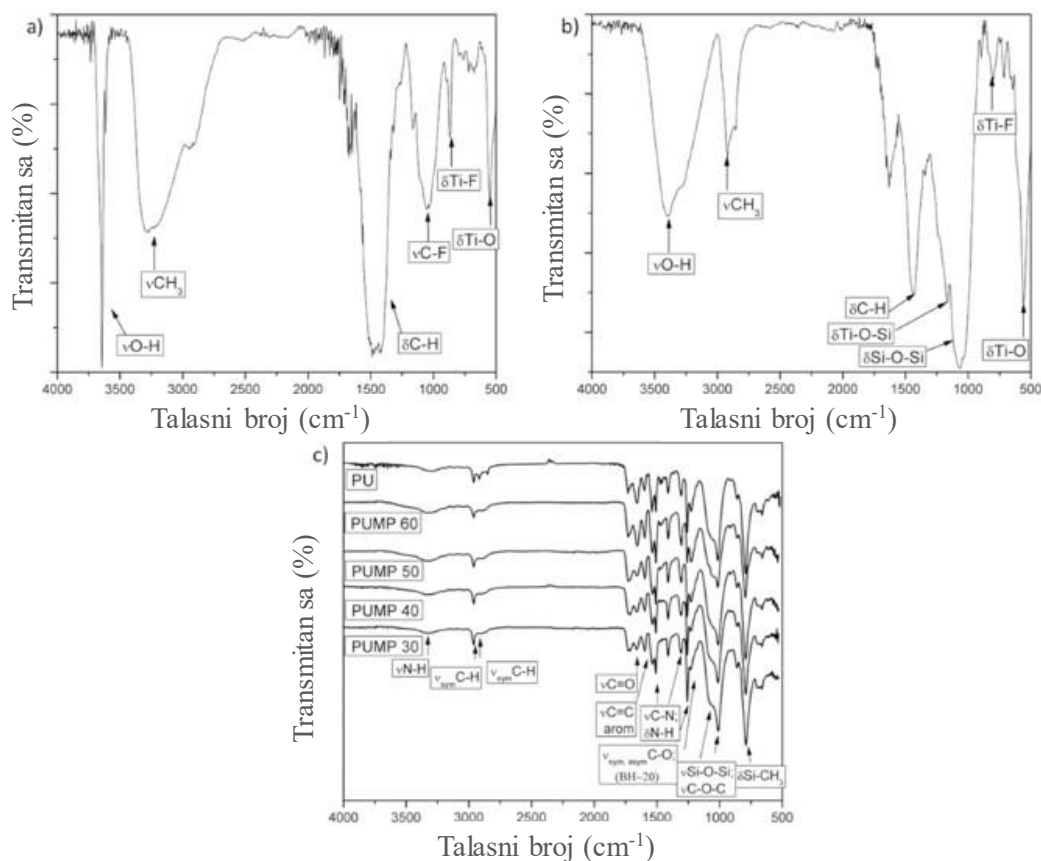 a)
Transmitan sa (%)
νO-H
νCH₃
δC-H
νC-F
δTi-F
δTi-O
4000 3500 3000 2500 2000 1500 1000 500
Talasni broj (cm⁻¹)
b)
Transmitan sa (%)
νO-H
νCH₃
δC-H
δTi-O-Si
δSi-O-Si
δTi-F
δTi-O
4000 3000 2000 1500 1000 500
Talasni broj (cm⁻¹)
c)
Transmitan sa (%)
PU
PUMP 60
PUMP 50
PUMP 40
PUMP 30
νN-H
νsymC-H
νsymC-H
νC=O
νC=C
arom
νC-N;
δN-H
νsym, asymC-O;
(BH-20)
νSi-O-Si;
νC-O-C
δSi-CH₃
4000 3500 3000 2500 2000 1500 1000 500
Talasni broj (cm⁻¹)